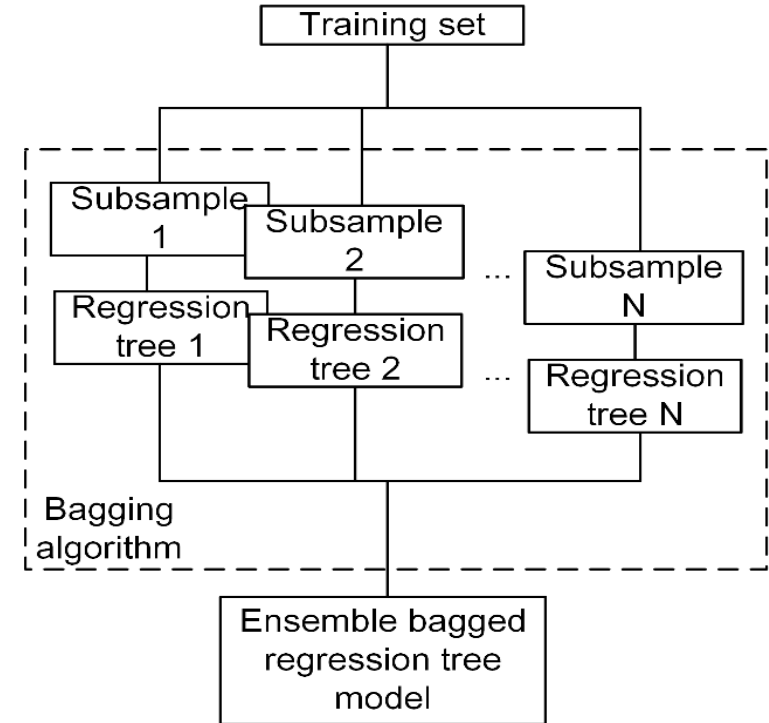 Training set
Subsample
1
Subsample
2
...
Subsample
N
Regression
tree 1
Regression
tree 2
...
Regression
tree N
Bagging
algorithm
Ensemble bagged
regression tree
model